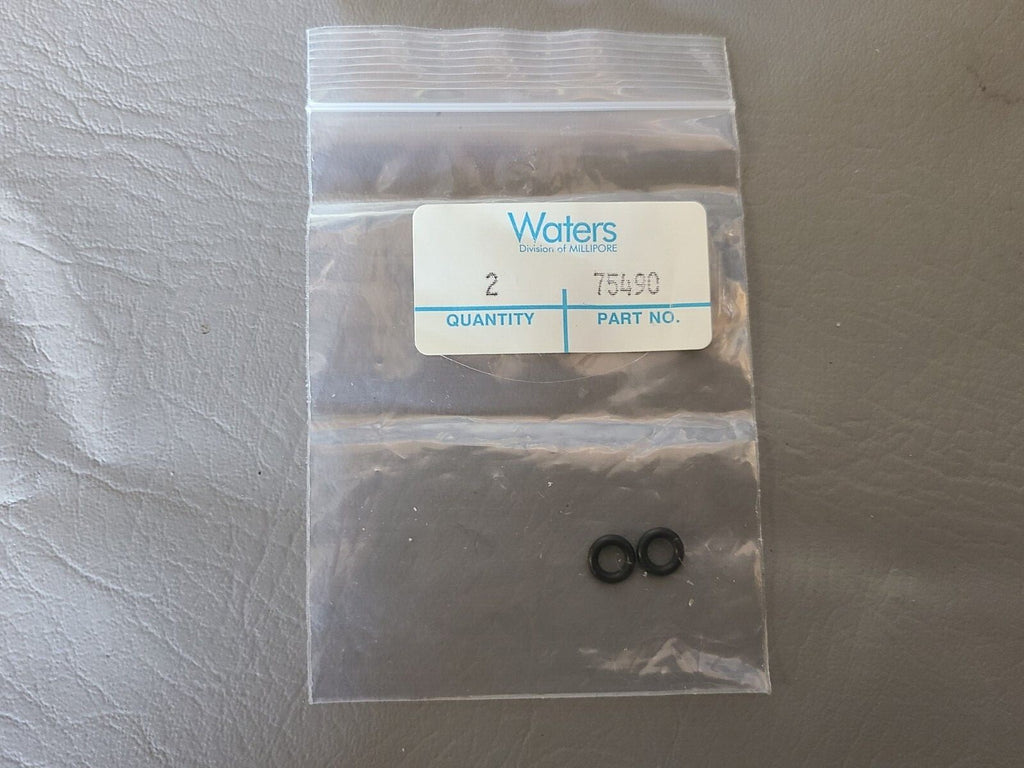 Waters
Division of MILLIPORE
2 75490
QUANTITY PART NO.